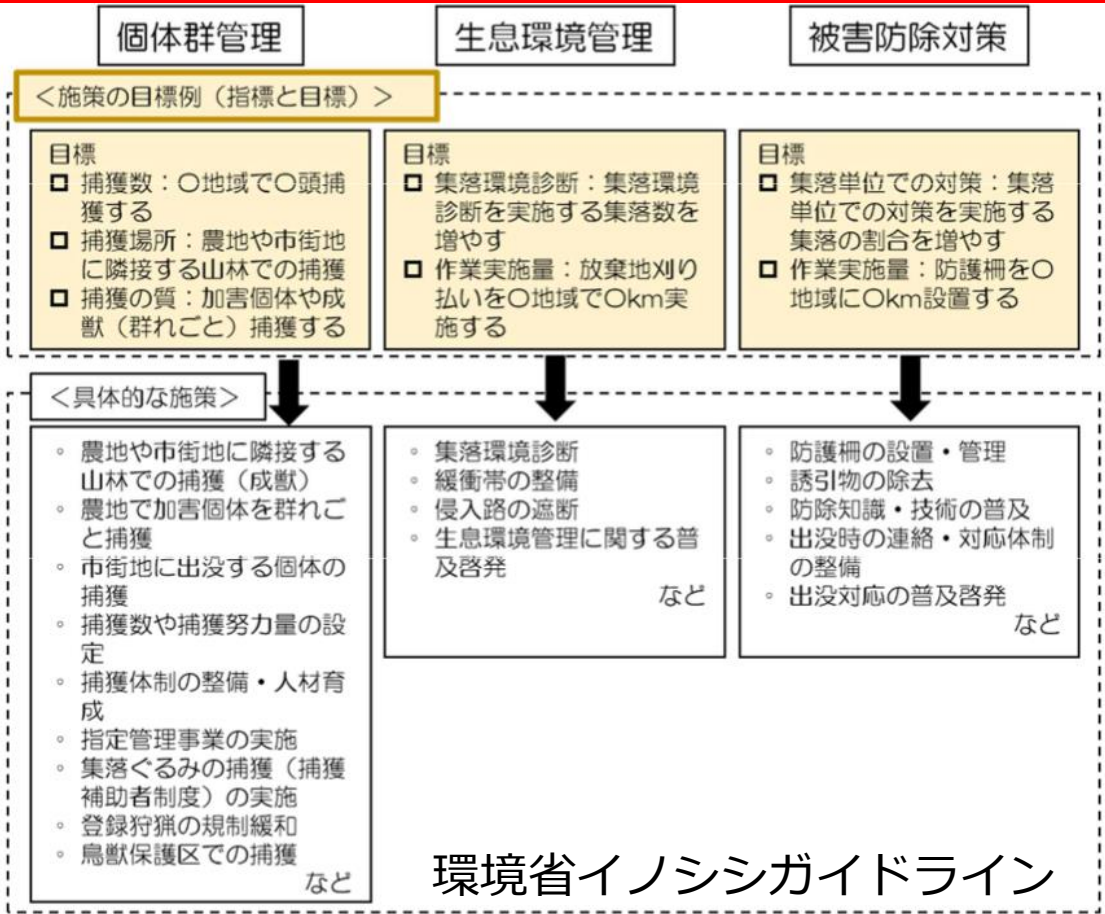 個体群管理
生息環境管理
被害防除対策
＜施策の目標例（指標と目標）＞
目標
□ 捕獲数：〇地域で〇頭捕
獲する
□ 捕獲場所：農地や市街地
に隣接する山林での捕獲
□ 捕獲の質：加害個体や成
獣（群れごと）捕獲する
目標
□ 集落環境診断：集落環境
診断を実施する集落数を
増やす
□ 作業実施量：放棄地刈り
払いを〇地域で〇km実
施する
目標
□ 集落単位での対策：集落
単位での対策を実施する
集落の割合を増やす
□ 作業実施量：防護柵を〇
地域に〇km設置する
＜具体的な施策＞
◦ 農地や市街地に隣接する
山林での捕獲（成獣）
◦ 農地で加害個体を群れご
と捕獲
◦ 市街地に出没する個体の
捕獲
◦ 捕獲数や捕獲努力量の設
定
◦ 捕獲体制の整備・人材育
成
◦ 指定管理事業の実施
◦ 集落ぐるみの捕獲（捕獲
補助者制度）の実施
◦ 登録狩猟の規制緩和
◦ 鳥獣保護区での捕獲
など
◦ 集落環境診断
◦ 緩衝帯の整備
◦ 侵入路の遮断
◦ 生息環境管理に関する普
及啓発
など
◦ 防護柵の設置・管理
◦ 誘引物の除去
◦ 防除知識・技術の普及
◦ 出没時の連絡・対応体制
の整備
◦ 出没対応の普及啓発
など
環境省イノシシガイドライン